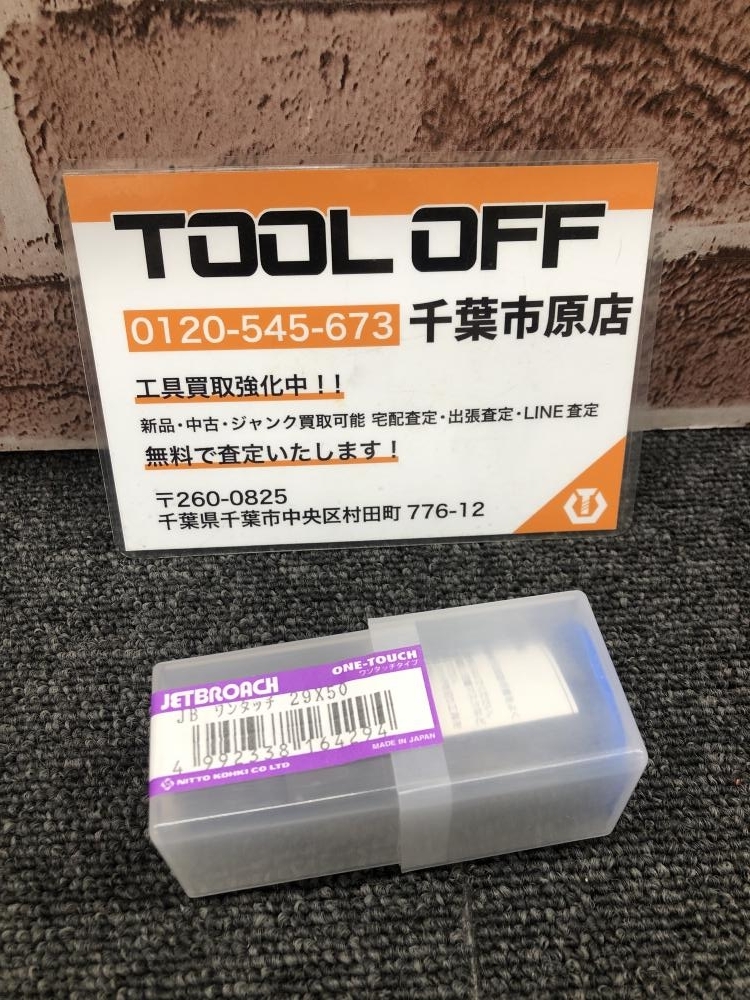 TOOL OFF
0120-545-673 千葉市原店
工具買取強化中！！
新品・中古・ジャンク買取可能 宅配査定・出張査定・LINE査定
無料で査定いたします！
〒260-0825
千葉県千葉市中央区村田町 776-12
JETBROACH
ONE-TOUCH
ワンタッチタイプ
JB ワンタッチ 29X50
4 992338 164294
MADE IN JAPAN
NITTO KOHKI CO LTD